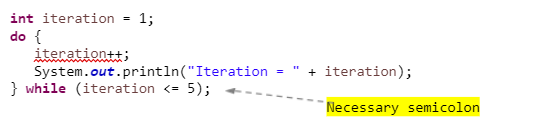 int iteration = 1;
do {
iteration++;
System.out.println("Iteration = " + iteration);
} while (iteration <= 5);
Necessary semicolon